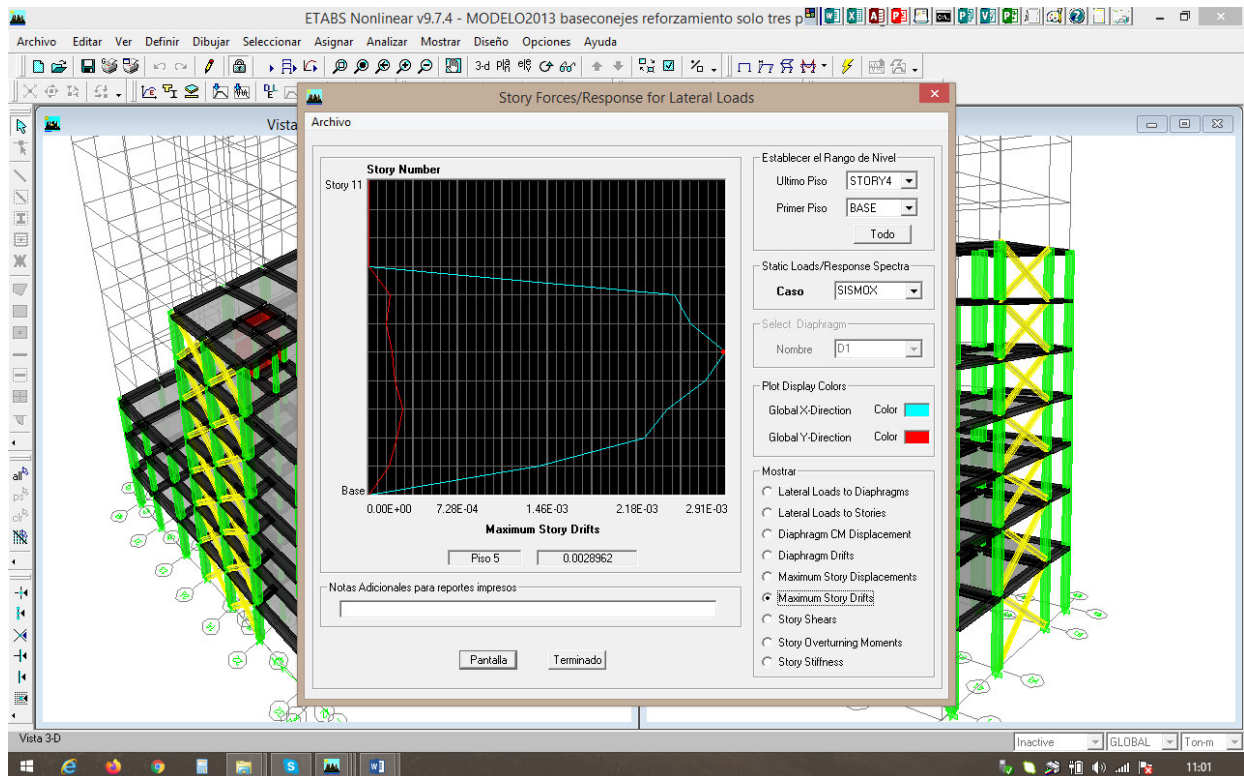 ETABS Nonlinear v9.7.4 - MODELO2013 baseconejes reforzamiento solo tres p
Archivo Editar Ver Definir Dibujar Seleccionar Asignar Analizar Mostrar Diseño Opciones Ayuda
3-d
Vista
Story Forces/Response for Lateral Loads
Archivo
Story Number
Story 11
Base
0.00E+00 7.28E-04 1.46E-03 2.18E-03 2.91E-03
Maximum Story Drifts
Piso 5 0.0028962
Notas Adicionales para reportes impresos
Pantalla Terminado
Establecer el Rango de Nivel
Ultimo Piso STORY4
Primer Piso BASE
Todo
Static Loads/Response Spectra
Caso SISMOX
Select Diaphragm
Nombre D1
Plot Display Colors
Global X-Direction Color
Global Y-Direction Color
Mostrar
Lateral Loads to Diaphragms
Lateral Loads to Stories
Diaphragm CM Displacement
Diaphragm Drifts
Maximum Story Displacements
Maximum Story Drifts
Story Shears
Story Overturning Moments
Story Stiffness
all
ps
clr
Vista 3-D
Inactive GLOBAL Ton-m
11:01